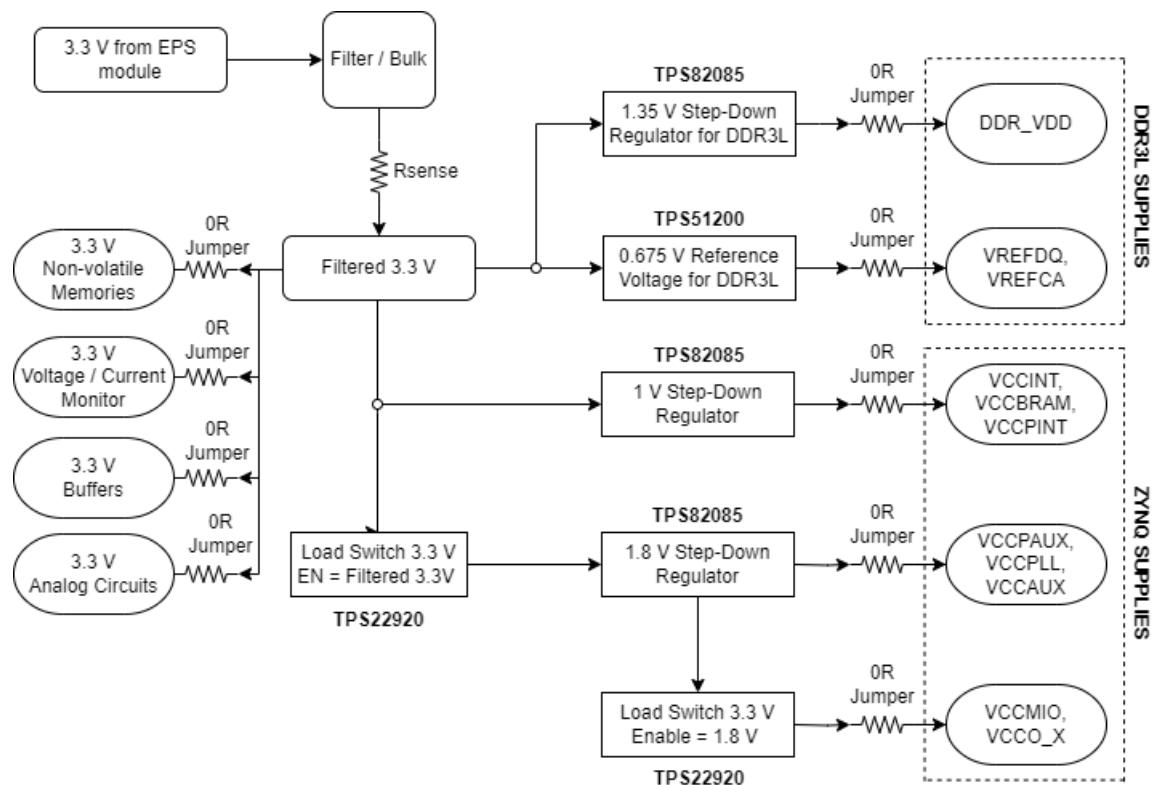 3.3 V from EPS
module
Filter / Bulk
Rsense
Filtered 3.3 V
0R
Jumper
3.3 V
Non-volatile
Memories
0R
Jumper
3.3 V
Voltage / Current
Monitor
0R
Jumper
3.3 V
Buffers
0R
Jumper
3.3 V
Analog Circuits
Load Switch 3.3 V
EN = Filtered 3.3V
TPS22920
TPS82085
1.35 V Step-Down
Regulator for DDR3L
0R
Jumper
DDR_VDD
TPS51200
0.675 V Reference
Voltage for DDR3L
0R
Jumper
VREFDQ,
VREFCA
DDR3L SUPPLIES
TPS82085
1 V Step-Down
Regulator
0R
Jumper
VCCINT,
VCCBRAM,
VCCPINT
TPS82085
1.8 V Step-Down
Regulator
0R
Jumper
VCCPAUX,
VCCPLL,
VCCAUX
Load Switch 3.3 V
Enable = 1.8 V
TPS22920
0R
Jumper
VCCMIO,
VCCO_X
ZYNQ SUPPLIES